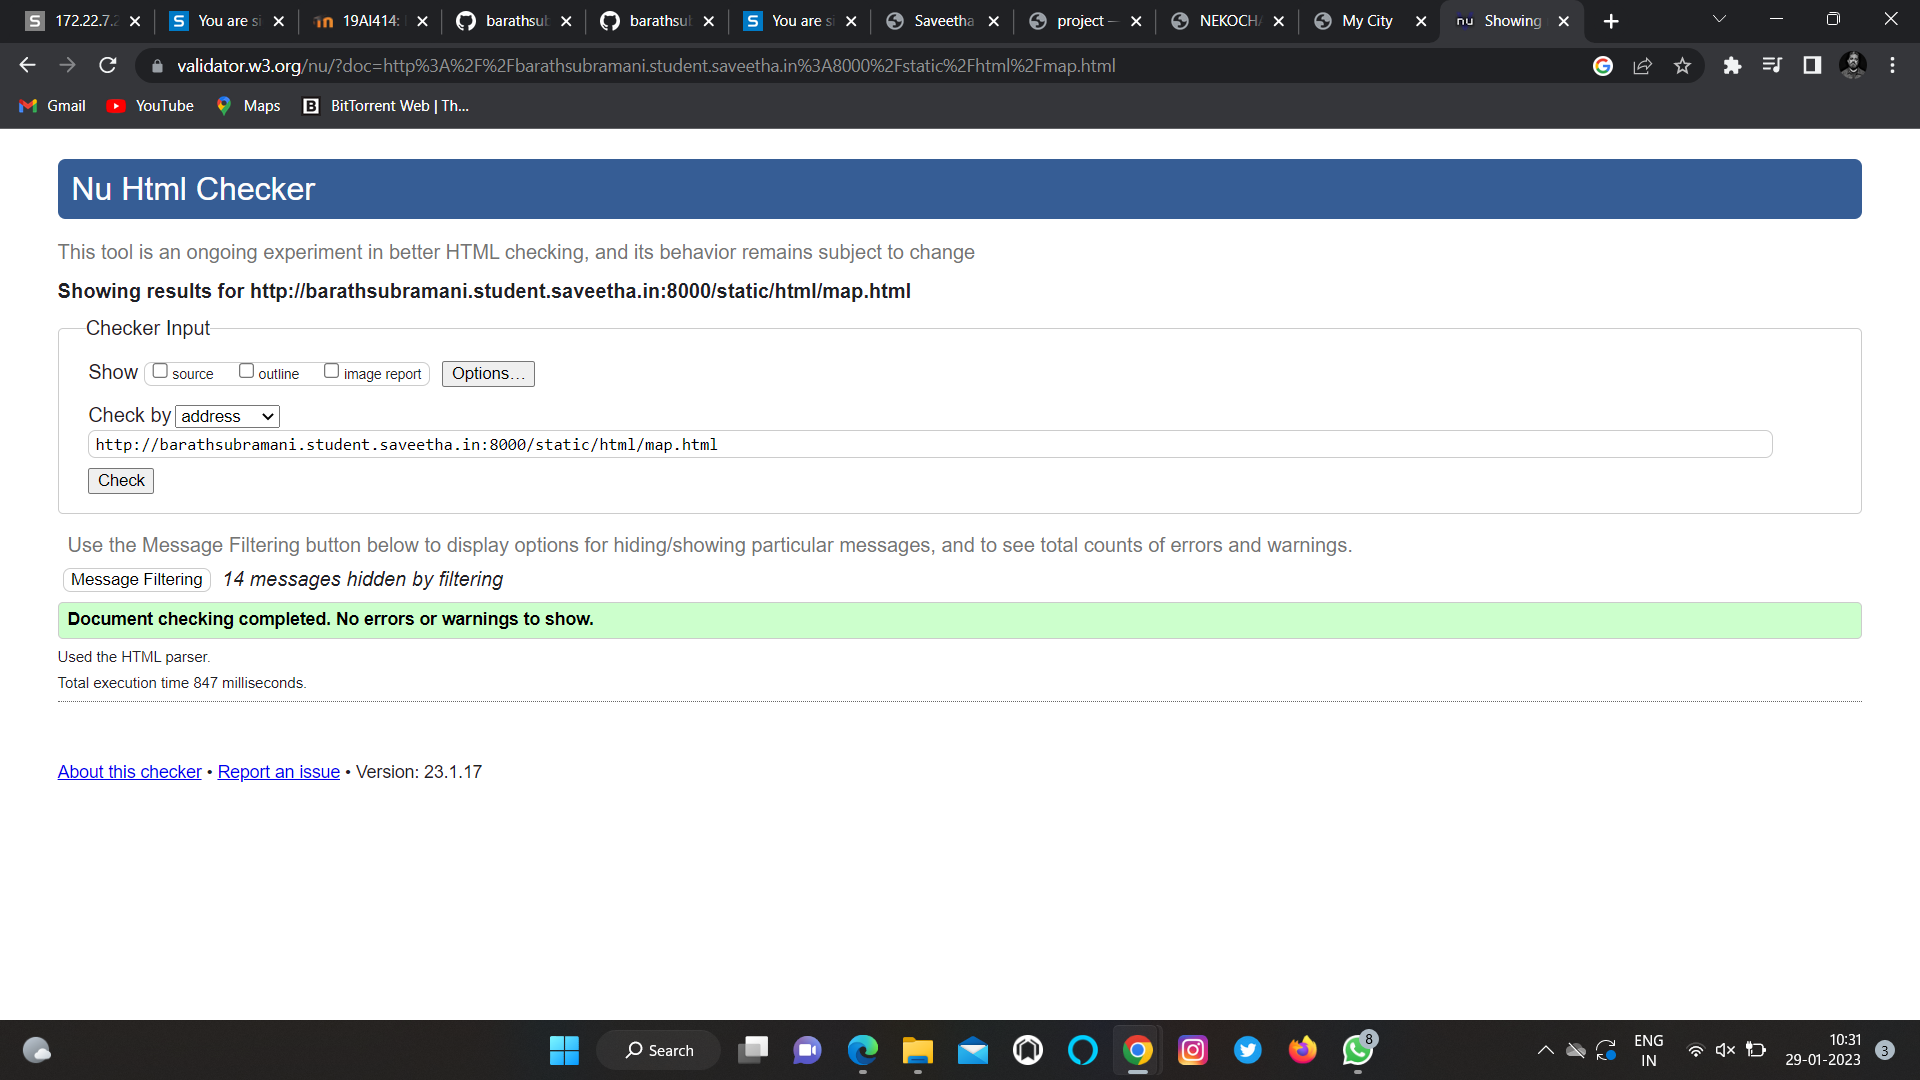 172.22.7.2
You are si
19AI414:
barathsub
barathsub
You are si
Saveetha
project —
NEKOCHA
My City
Showing
validator.w3.org/nu/?doc=http%3A%2F%2Fbarathsubramani.student.saveetha.in%3A8000%2Fstatic%2Fhtml%2Fmap.html
Gmail
YouTube
Maps
BitTorrent Web | Th...
Nu Html Checker
This tool is an ongoing experiment in better HTML checking, and its behavior remains subject to change
Showing results for http://barathsubramani.student.saveetha.in:8000/static/html/map.html
Checker Input
Show source outline image report Options...
Check by address
http://barathsubramani.student.saveetha.in:8000/static/html/map.html
Check
Use the Message Filtering button below to display options for hiding/showing particular messages, and to see total counts of errors and warnings.
Message Filtering 14 messages hidden by filtering
Document checking completed. No errors or warnings to show.
Used the HTML parser.
Total execution time 847 milliseconds.
About this checker • Report an issue • Version: 23.1.17
Search
8
ENG
IN
10:31
29-01-2023
3